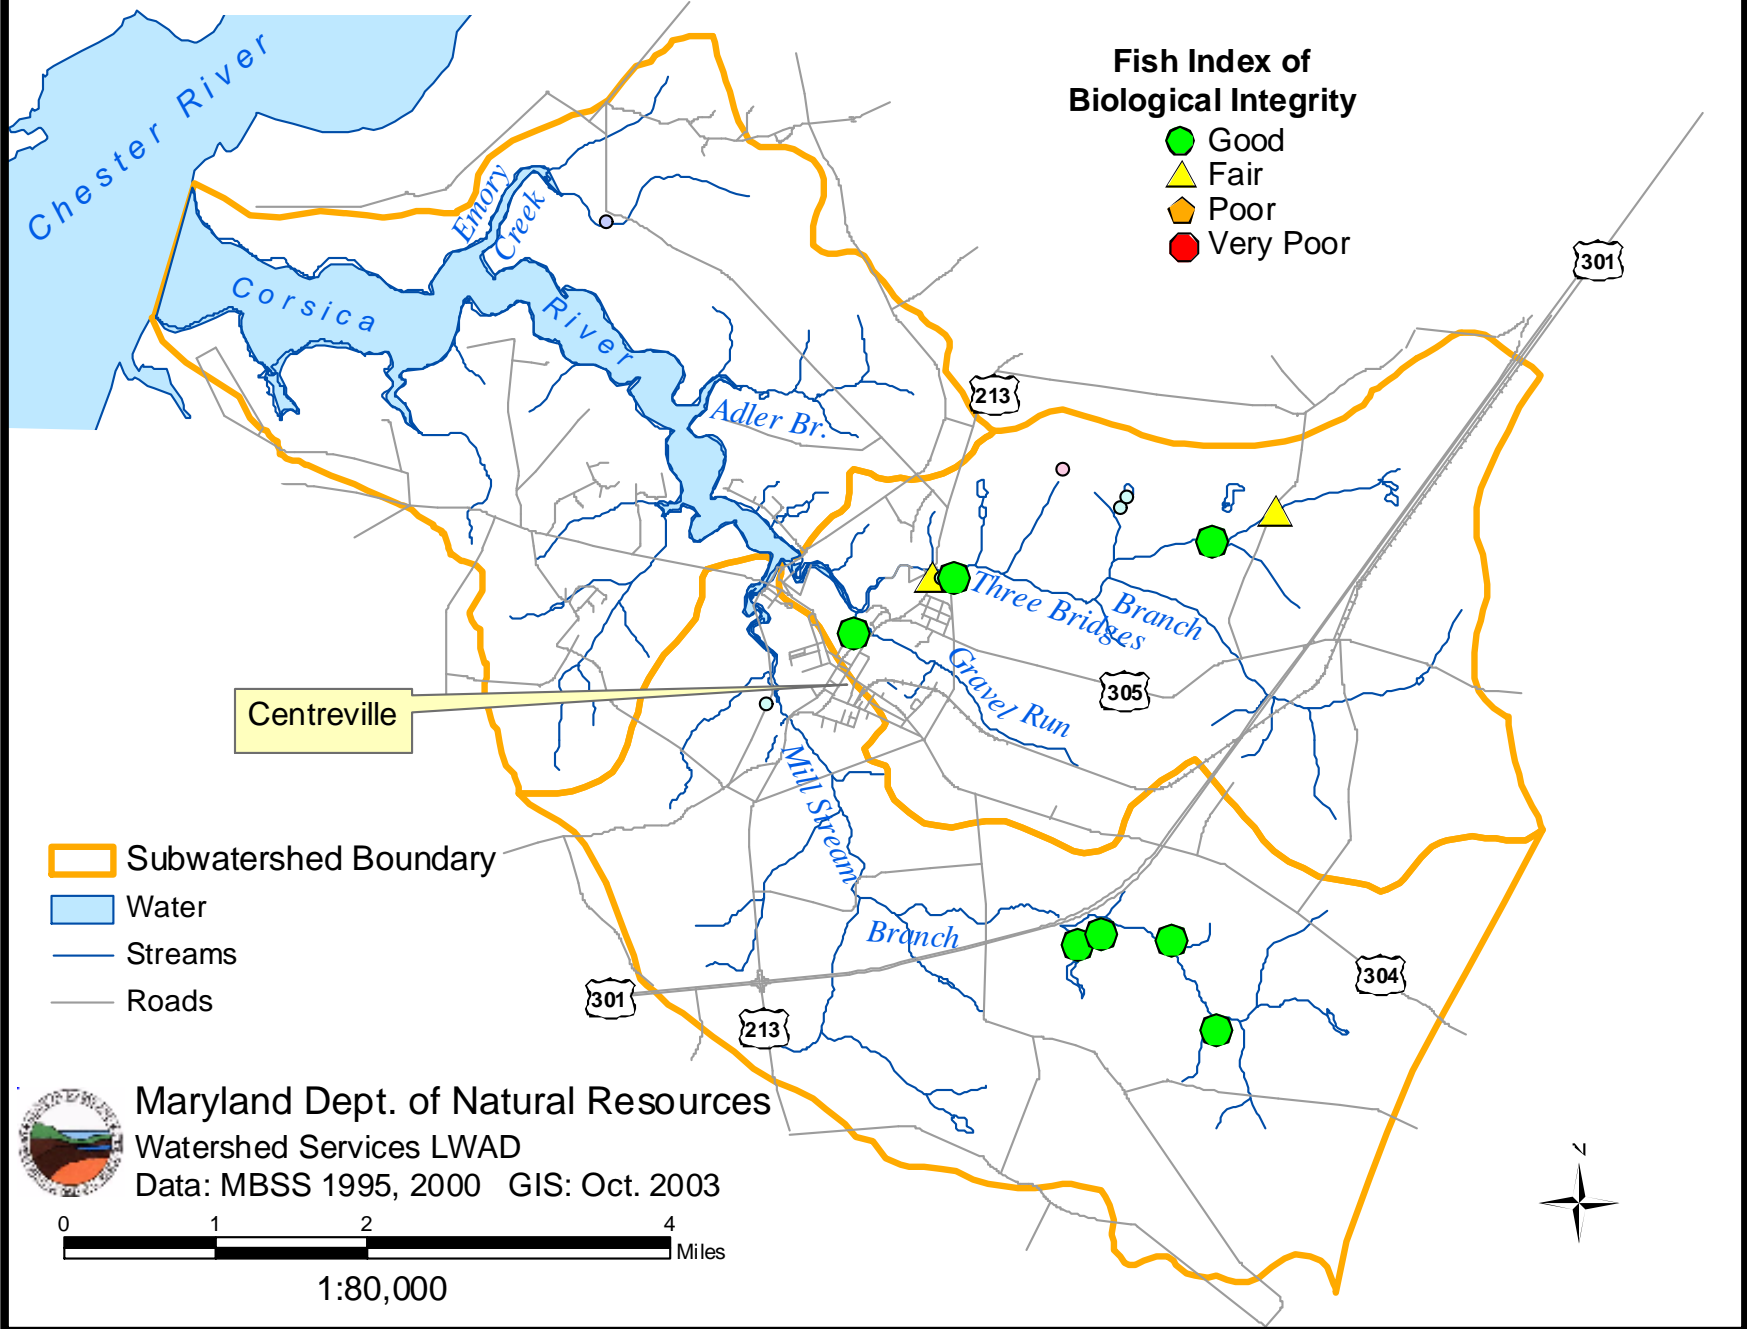 Chester River
Fish Index of
Biological Integrity
Good
Fair
Poor
Very Poor
301
Emory
Creek
Corsica
River
213
Adler Br.
Three Bridges
Branch
Gravel Run
305
Centreville
Mill Stream
Branch
304
301
213
Subwatershed Boundary
Water
Streams
Roads
Maryland Dept. of Natural Resources
Watershed Services LWAD
Data: MBSS 1995, 2000 GIS: Oct. 2003
0 1 2 4
Miles
1:80,000
N